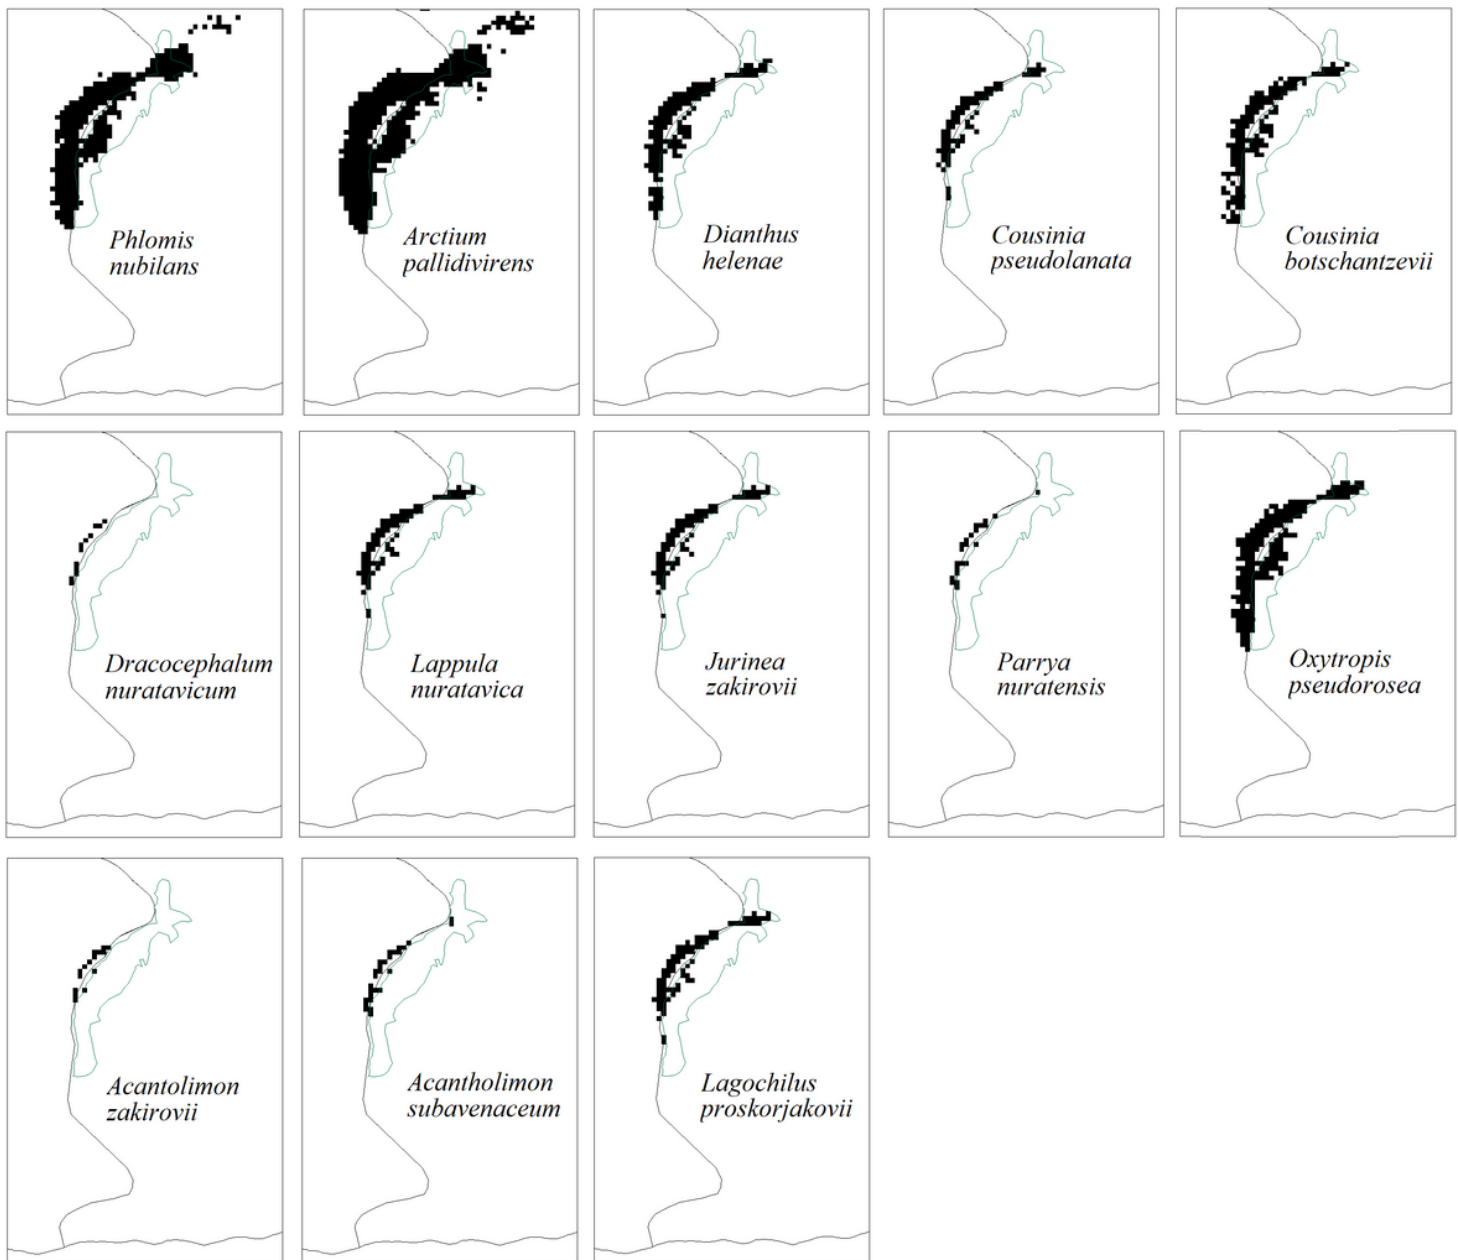 Phlomis
nubilans
Arctium
pallidivirens
Dianthus
helenae
Cousinia
pseudolanata
Cousinia
botschantzevii
Dracocephalum
nuratavicum
Lappula
nuratavica
Jurinea
zakirovii
Parrya
nuratensis
Oxytropis
pseudorosea
Acantolimon
zakirovii
Acantholimon
subavenaceum
Lagochilus
proskorjakovii